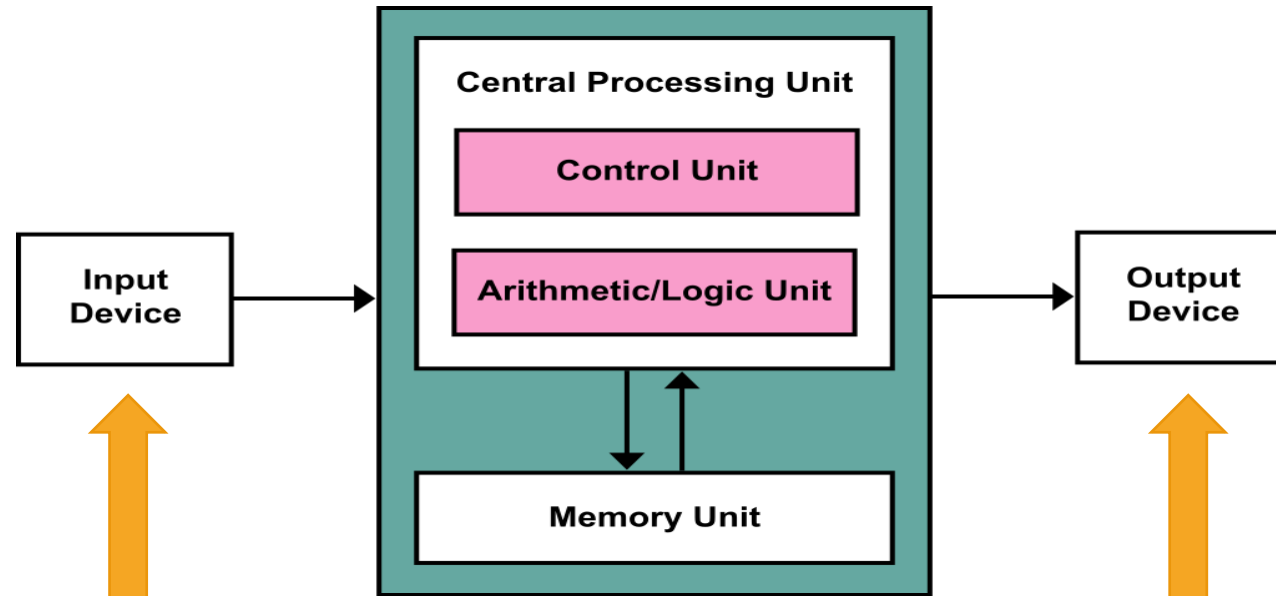 Central Processing Unit
Control Unit
Arithmetic/Logic Unit
Input
Device
Output
Device
Memory Unit